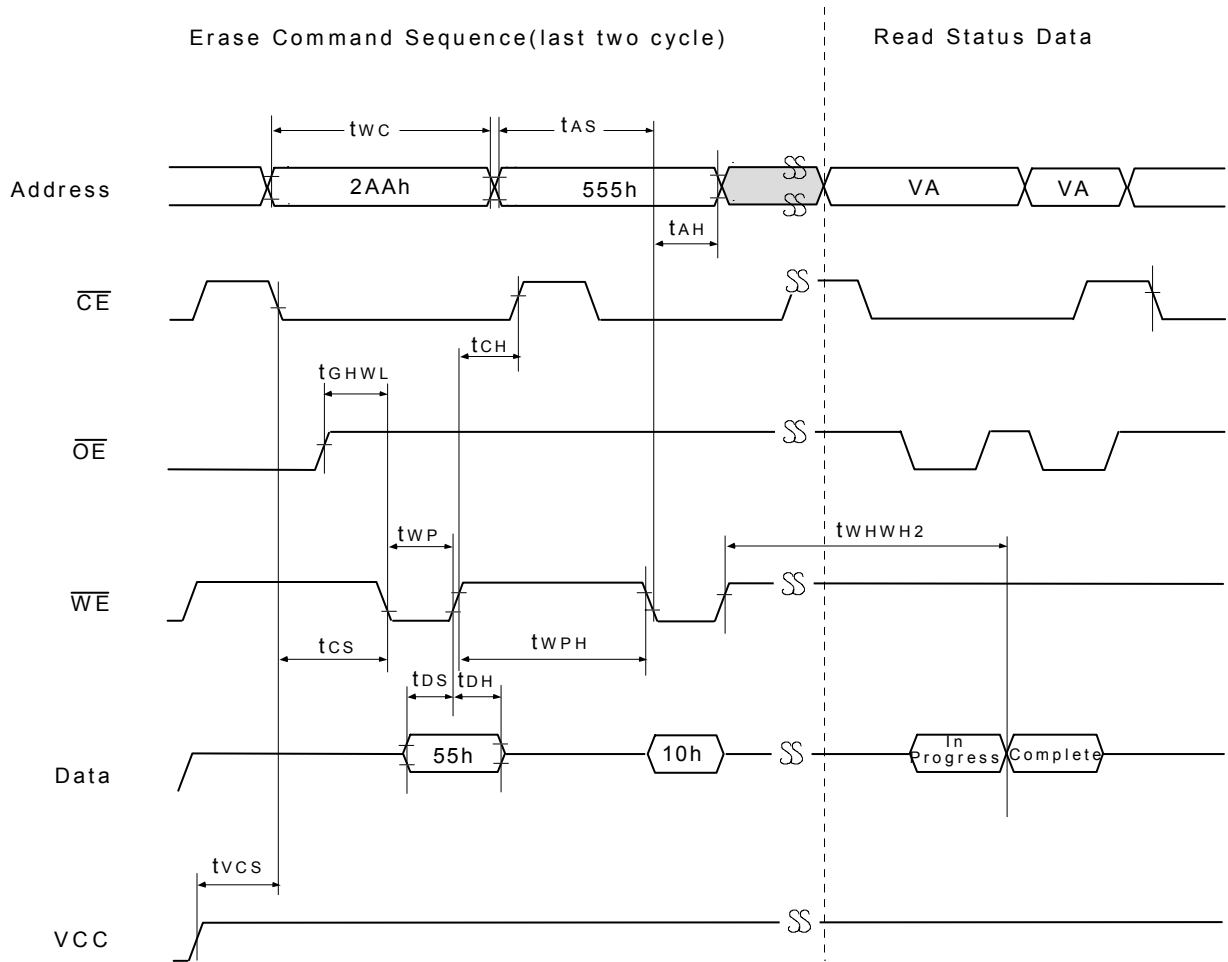 Erase Command Sequence(last two cycle)
Read Status Data
tWC
tAS
Address
2AAh
555h
VA
VA
tAH
CE
tCH
tGHWL
OE
tWP
tWHWH2
WE
tCS
tWPH
tDS
tDH
Data
55h
10h
In
Progress
Complete
tVCS
VCC